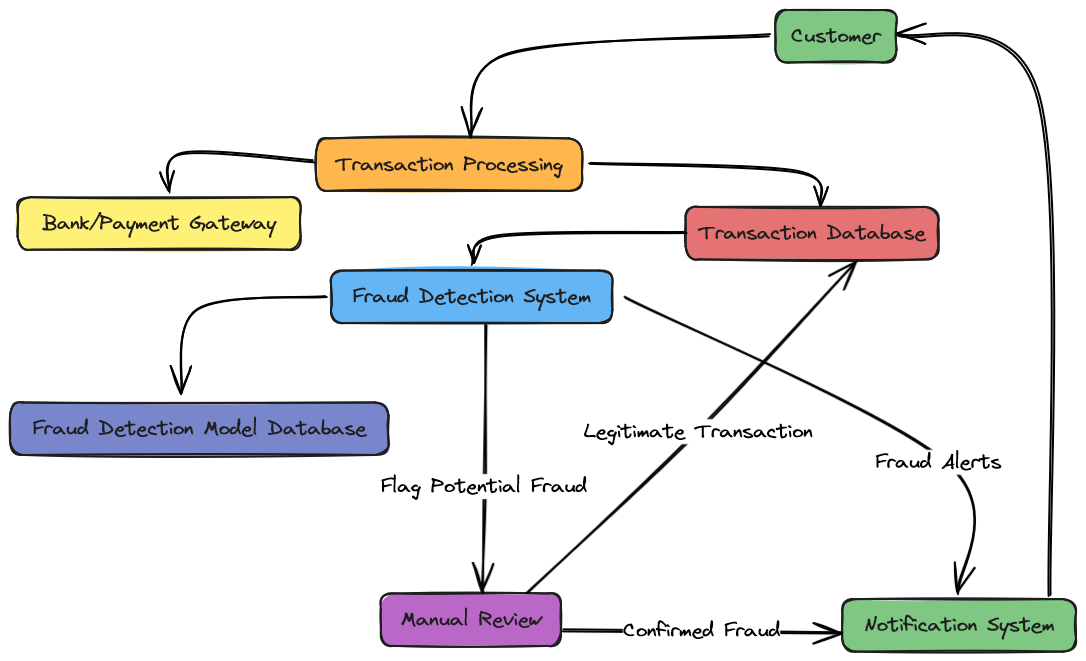 Customer
Transaction Processing
Bank/Payment Gateway
Transaction Database
Fraud Detection System
Fraud Detection Model Database
Legitimate Transaction
Fraud Alerts
Flag Potential Fraud
Manual Review
Confirmed Fraud
Notification System